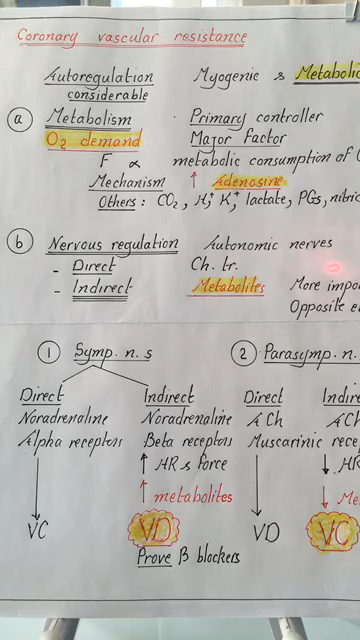 Coronary vascular resistance
Autoregulation Myogenic & Metabolic
considerable
ⓐ Metabolism Primary controller
O₂ demand Major Factor
F ∝ metabolic consumption of O
Mechanism ↑ Adenosine
Others : CO₂, H⁺, K⁺, lactate, PGs, nitric
ⓑ Nervous regulation Autonomic nerves
- Direct Ch. tr.
- Indirect Metabolites More impo
Opposite e
① Symp. n. s ② Parasymp. n.
Direct Indirect Direct Indire
Noradrenaline Noradrenaline ACh ACh
Alpha receptors Beta receptors Muscarinic rece
↑ HR & Force ↓ HR
↑ metabolites ↓ Me
VC VD VD VC
Prove β blockers